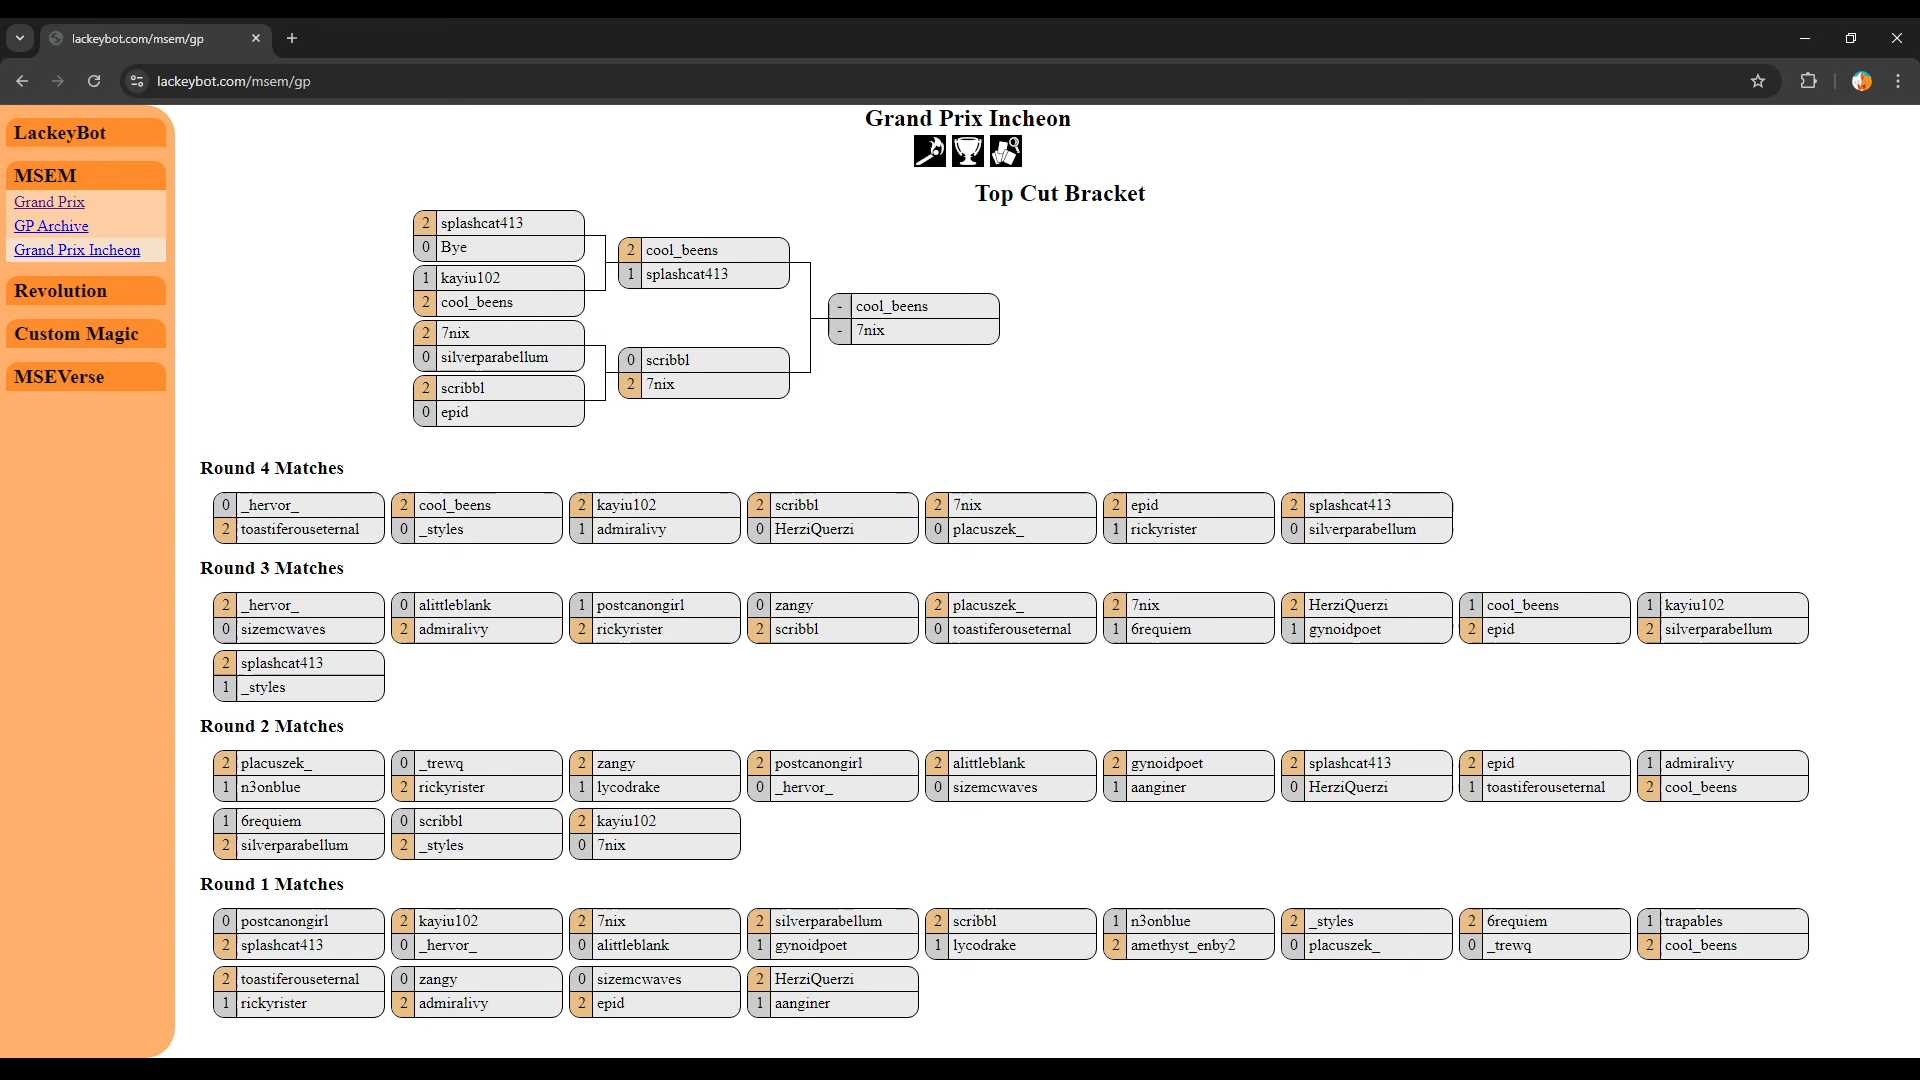 lackeybot.com/msem/gp
lackeybot.com/msem/gp
Grand Prix Incheon
LackeyBot
MSEM
Grand Prix
GP Archive
Grand Prix Incheon
Revolution
Custom Magic
MSEVerse
Top Cut Bracket
2 splashcat413
0 Bye
1 kayiu102
2 cool_beens
2 7nix
0 silverparabellum
2 scribbl
0 epid
2 cool_beens
1 splashcat413
0 scribbl
2 7nix
- cool_beens
- 7nix
Round 4 Matches
0 _hervor_ 2 cool_beens 2 kayiu102 2 scribbl 2 7nix 2 epid 2 splashcat413
2 toastiferouseternal 0 _styles 1 admiralivy 0 HerziQuerzi 0 placuszek_ 1 rickyrister 0 silverparabellum
Round 3 Matches
2 _hervor_ 0 alittleblank 1 postcanongirl 0 zangy 2 placuszek_ 2 7nix 2 HerziQuerzi 1 cool_beens 1 kayiu102
0 sizemcwaves 2 admiralivy 2 rickyrister 2 scribbl 0 toastiferouseternal 1 6requiem 1 gynoidpoet 2 epid 2 silverparabellum
2 splashcat413
1 _styles
Round 2 Matches
2 placuszek_ 0 _trewq 2 zangy 2 postcanongirl 2 alittleblank 2 gynoidpoet 2 splashcat413 2 epid 1 admiralivy
1 n3onblue 2 rickyrister 1 lycodrake 0 _hervor_ 0 sizemcwaves 1 aanginer 0 HerziQuerzi 1 toastiferouseternal 2 cool_beens
1 6requiem 0 scribbl 2 kayiu102
2 silverparabellum 2 _styles 0 7nix
Round 1 Matches
0 postcanongirl 2 kayiu102 2 7nix 2 silverparabellum 2 scribbl 1 n3onblue 2 _styles 2 6requiem 1 trapables
2 splashcat413 0 _hervor_ 0 alittleblank 1 gynoidpoet 1 lycodrake 2 amethyst_enby2 0 placuszek_ 0 _trewq 2 cool_beens
2 toastiferouseternal 0 zangy 0 sizemcwaves 2 HerziQuerzi
1 rickyrister 2 admiralivy 2 epid 1 aanginer